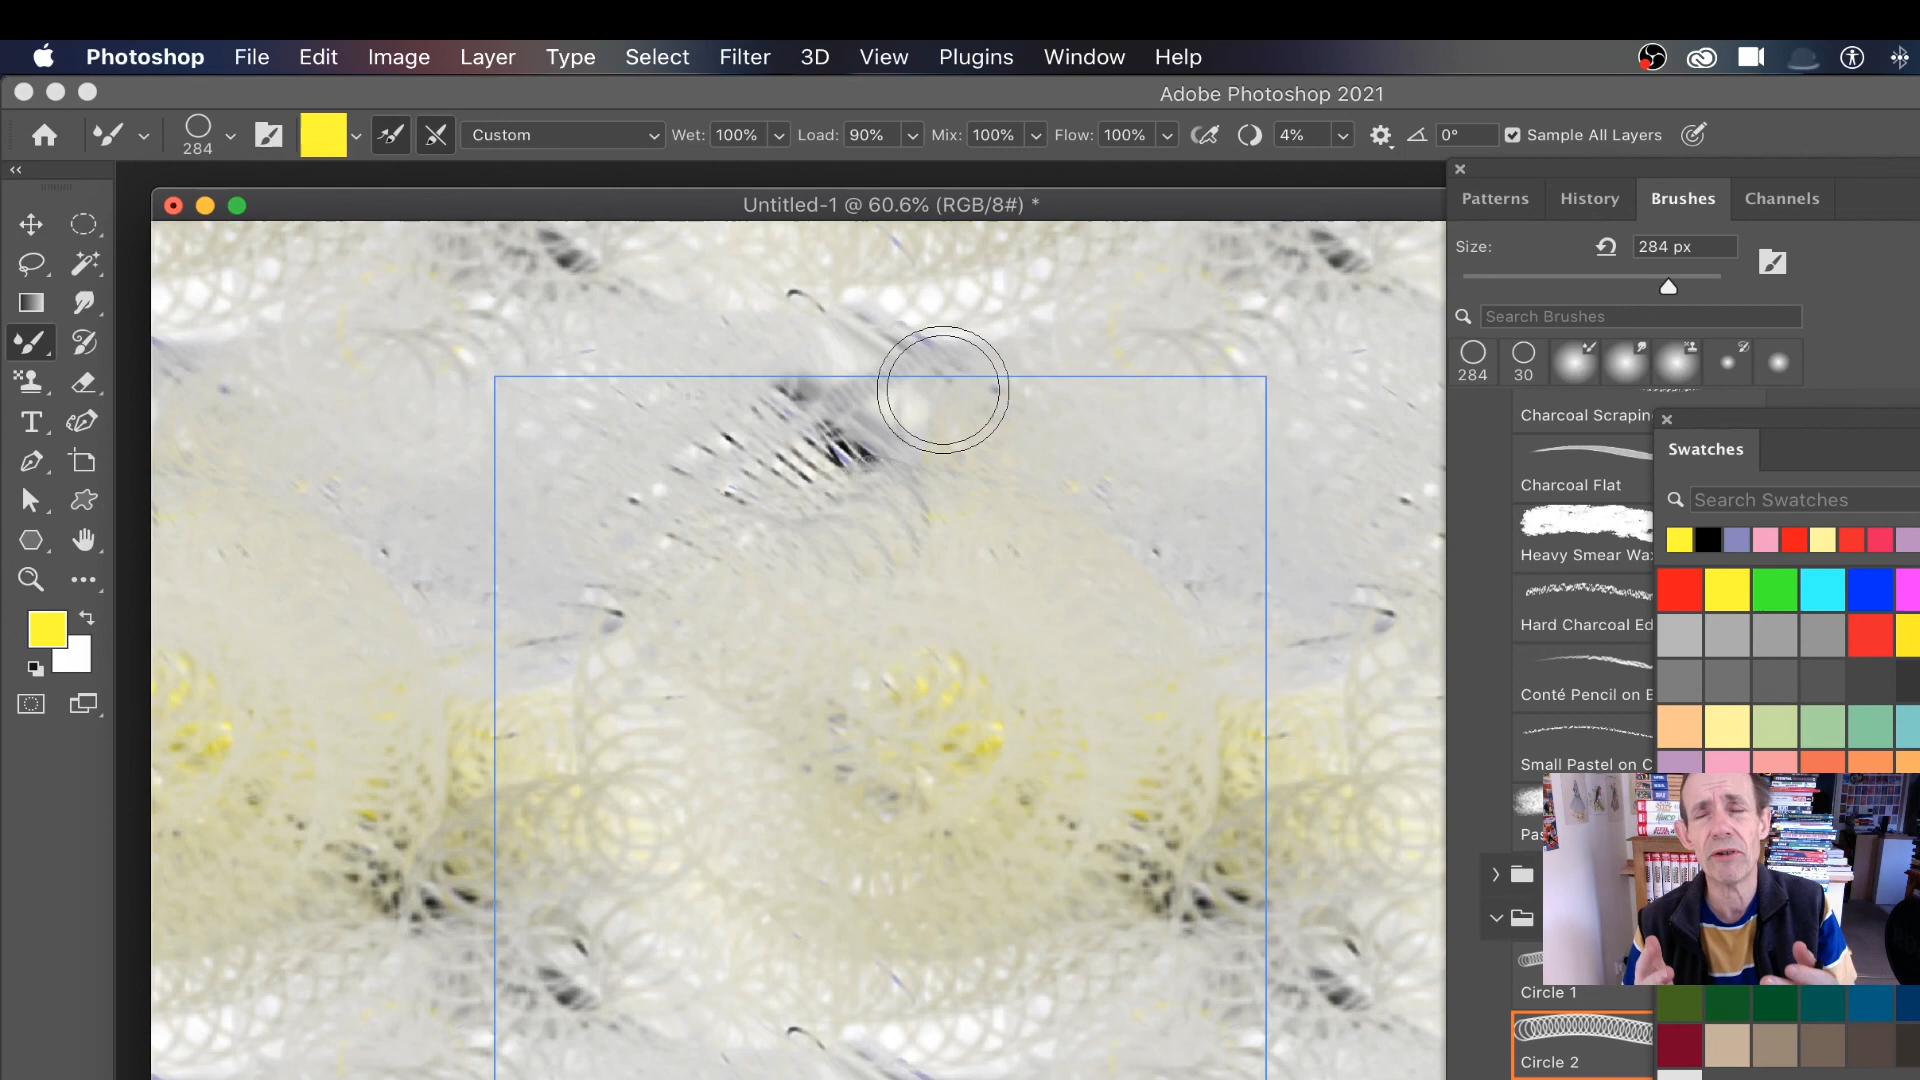 Photoshop File Edit Image Layer Type Select Filter 3D View Plugins Window Help
Adobe Photoshop 2021
284 Custom Wet: 100% Load: 90% Mix: 100% Flow: 100% 4% 0° Sample All Layers
Untitled-1 @ 60.6% (RGB/8#) *
Patterns History Brushes Channels
Size: 284 px
Search Brushes
284 30
Charcoal Scrapin
Swatches
Charcoal Flat
Search Swatches
Heavy Smear Wa
Hard Charcoal Ed
Conté Pencil on B
Small Pastel on C
Pas
Circle 1
Circle 2